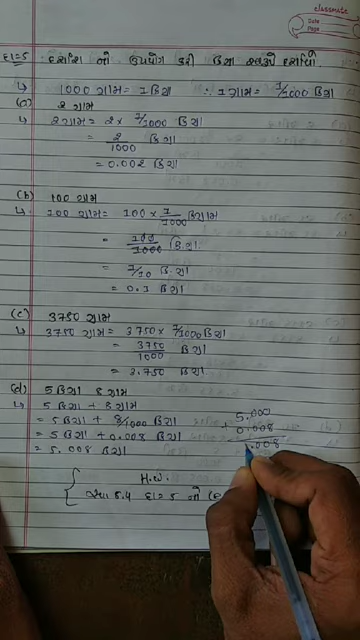 classmate
Date
Page
દા=5 દશાંશ નો ઉપયોગ કરી કિગ્રા સ્વરૂપે દર્શાવો.
↳ 1000 ગ્રામ = 1 કિગ્રા ∴ 1 ગ્રામ = 1/1000 કિગ્રા
(a) 2 ગ્રામ
↳ 2 ગ્રામ = 2 × 1/1000 કિગ્રા
= 2/1000 કિગ્રા
= 0.002 કિગ્રા
(b) 100 ગ્રામ
↳ 100 ગ્રામ = 100 × 1/1000 કિગ્રામ
= 100/1000 કિગ્રા.
= 1/10 કિગ્રા
= 0.1 કિગ્રા
(c) 3750 ગ્રામ
↳ 3750 ગ્રામ = 3750 × 1/1000 કિગ્રા
= 3750/1000 કિગ્રા
= 3.750 કિગ્રા
(d) 5 કિગ્રા 8 ગ્રામ
↳ 5 કિગ્રા + 8 ગ્રામ
= 5 કિગ્રા + 8/1000 કિગ્રા
= 5 કિગ્રા + 0.008 કિગ્રા
= 5.008 કિગ્રા
5.000
+ 0.008
.008
H.W.
સ્વા 8.4 દા = 5 નો (e